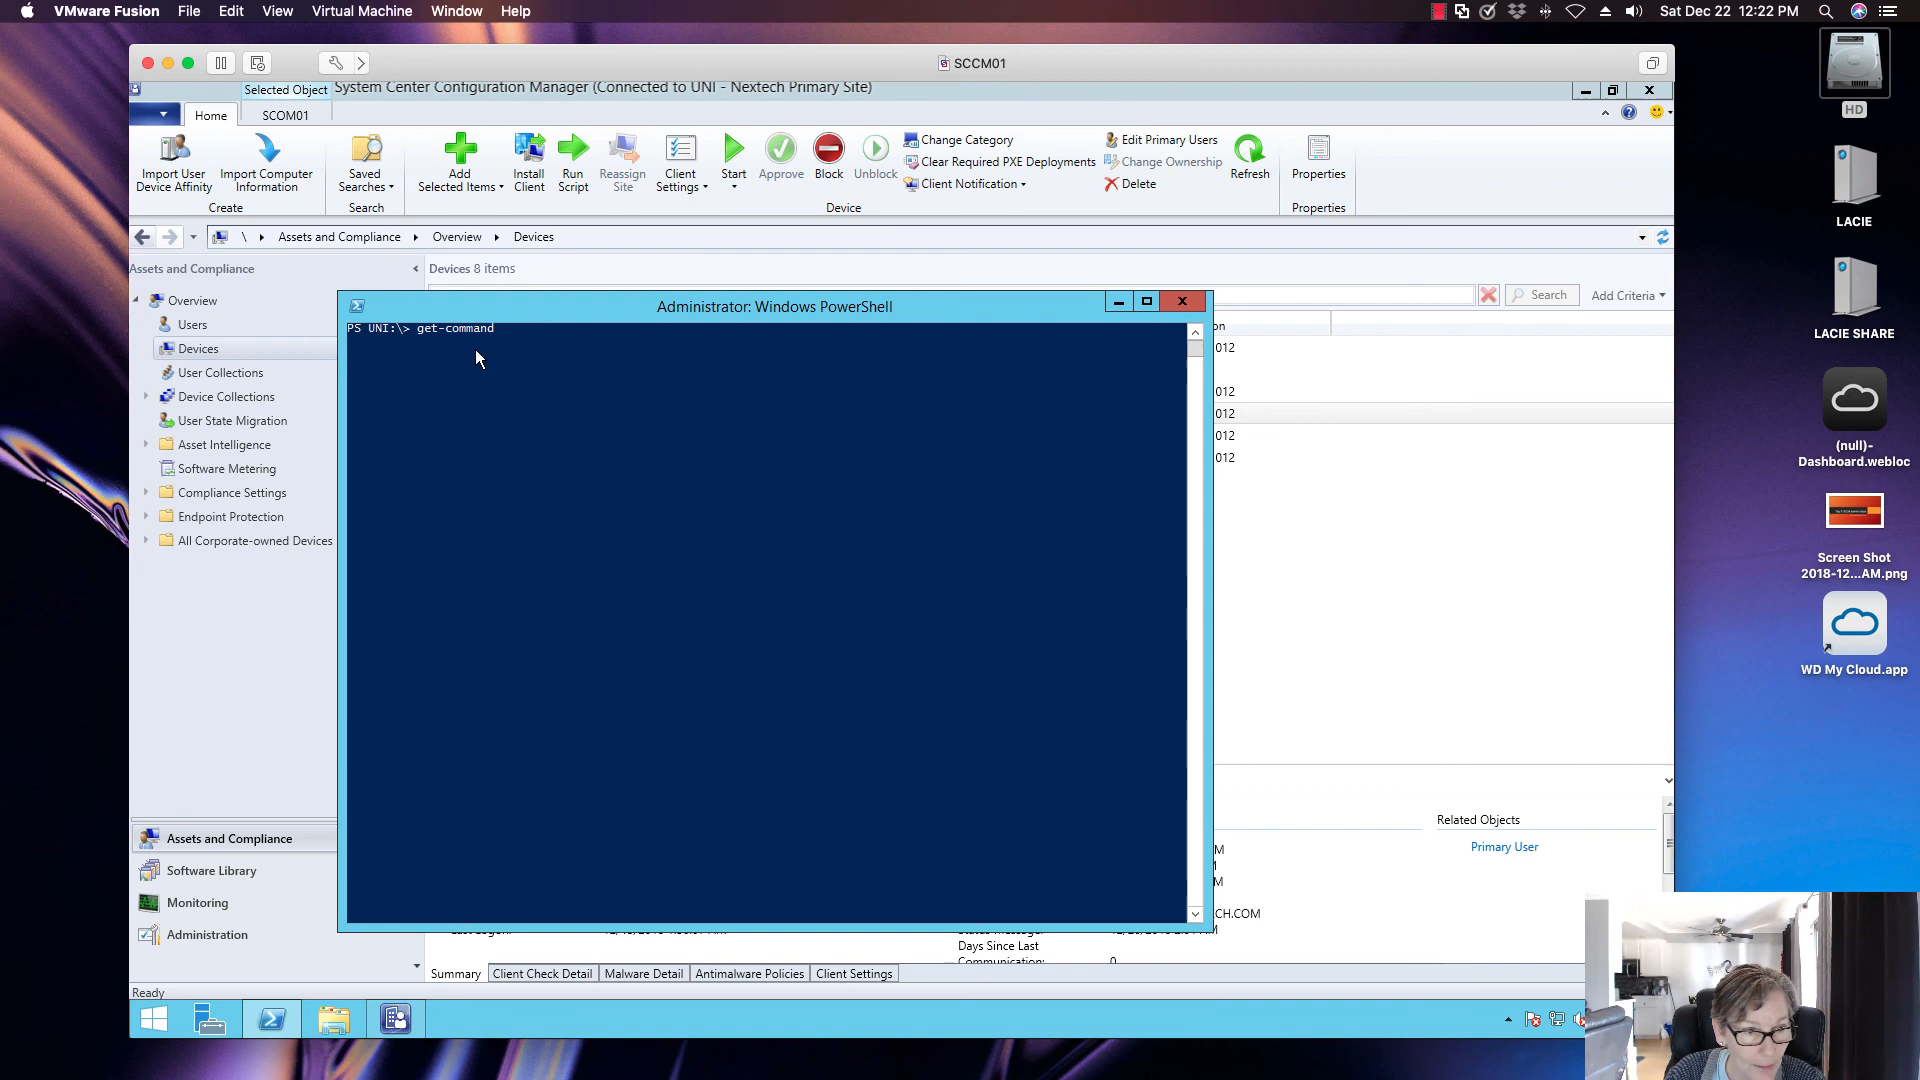 VMware Fusion File Edit View Virtual Machine Window Help
Sat Dec 22 12:22 PM
SCCM01
Selected Object
System Center Configuration Manager (Connected to UNI - Nextech Primary Site)
Home
SCOM01
Import User
Device Affinity
Import Computer
Information
Create
Saved
Searches
Search
Add
Selected Items
Install
Client
Run
Script
Reassign
Site
Client
Settings
Start
Approve
Block
Unblock
Change Category
Clear Required PXE Deployments
Client Notification
Edit Primary Users
Change Ownership
Delete
Device
Refresh
Properties
Properties
\ Assets and Compliance Overview Devices
Assets and Compliance
Devices 8 items
Search
Add Criteria
Overview
Users
Devices
User Collections
Device Collections
User State Migration
Asset Intelligence
Software Metering
Compliance Settings
Endpoint Protection
All Corporate-owned Devices
Administrator: Windows PowerShell
PS UNI:\> get-command
on
012
012
012
012
012
Related Objects
Primary User
M
M
M
CH.COM
Days Since Last
Communication:
0
Assets and Compliance
Software Library
Monitoring
Administration
Summary
Client Check Detail
Malware Detail
Antimalware Policies
Client Settings
Ready
HD
LACIE
LACIE SHARE
(null)-
Dashboard.webloc
Screen Shot
2018-12...AM.png
WD My Cloud.app